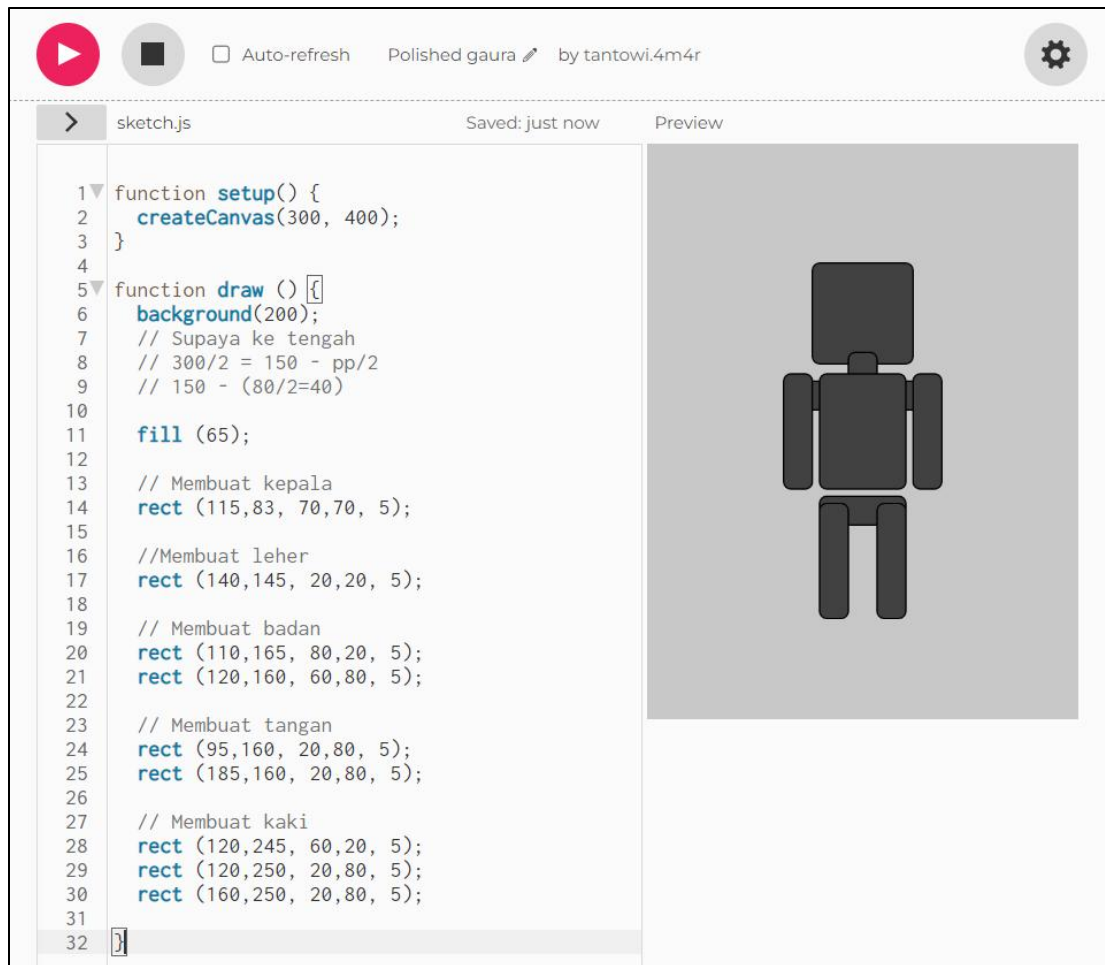 Auto-refresh Polished gaura by tantowi.4m4r
sketch.js Saved: just now Preview
1 function setup() {
2 createCanvas(300, 400);
3 }
4
5 function draw () {
6 background(200);
7 // Supaya ke tengah
8 // 300/2 = 150 - pp/2
9 // 150 - (80/2=40)
10
11 fill (65);
12
13 // Membuat kepala
14 rect (115,83, 70,70, 5);
15
16 //Membuat leher
17 rect (140,145, 20,20, 5);
18
19 // Membuat badan
20 rect (110,165, 80,20, 5);
21 rect (120,160, 60,80, 5);
22
23 // Membuat tangan
24 rect (95,160, 20,80, 5);
25 rect (185,160, 20,80, 5);
26
27 // Membuat kaki
28 rect (120,245, 60,20, 5);
29 rect (120,250, 20,80, 5);
30 rect (160,250, 20,80, 5);
31
32 }